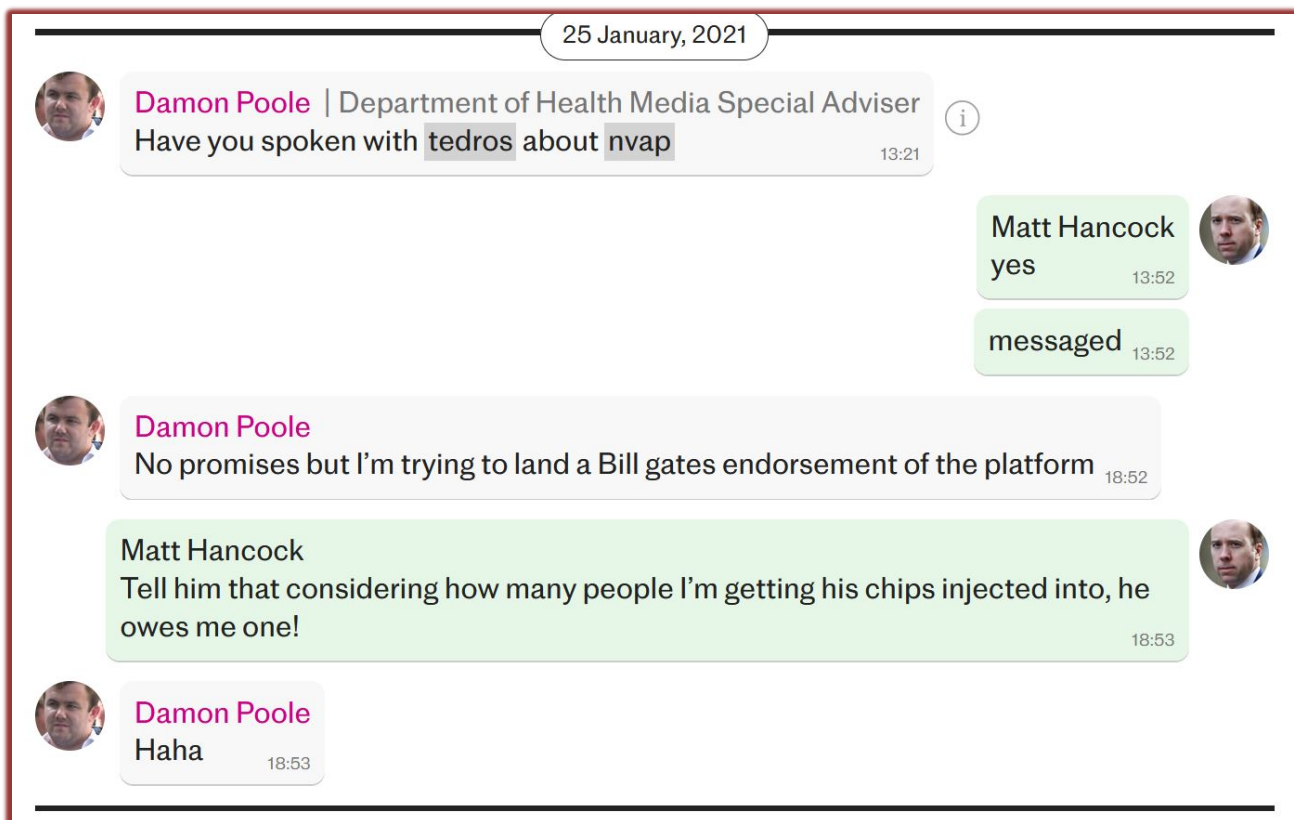 25 January, 2021
Damon Poole | Department of Health Media Special Adviser
Have you spoken with tedros about nvap
13:21
i
Matt Hancock
yes
13:52
messaged 13:52
Damon Poole
No promises but I’m trying to land a Bill gates endorsement of the platform 18:52
Matt Hancock
Tell him that considering how many people I’m getting his chips injected into, he
owes me one!
18:53
Damon Poole
Haha
18:53